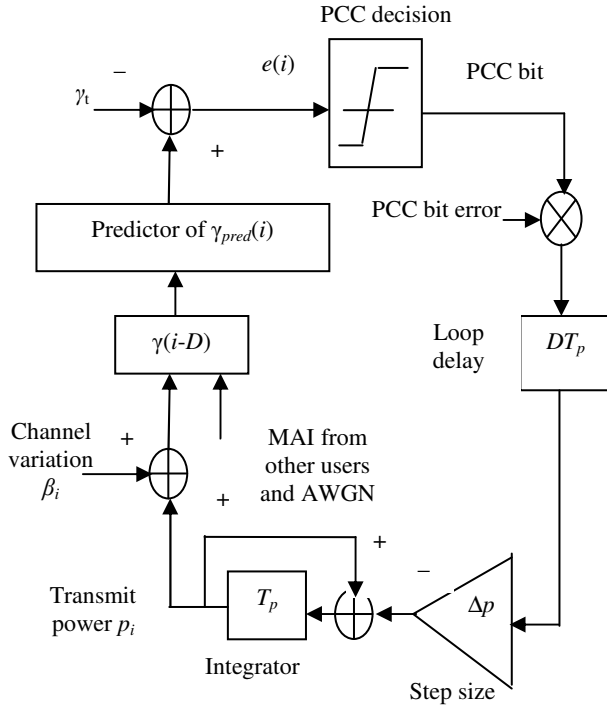 PCC decision
−
e(i)
PCC bit
γt
+
PCC bit error
Predictor of γpred(i)
Loop
delay
DTp
γ(i-D)
Channel
variation
βi
+
MAI from
other users
and AWGN
+
+
−
Transmit
power pi
Tp
Δp
Integrator
Step size